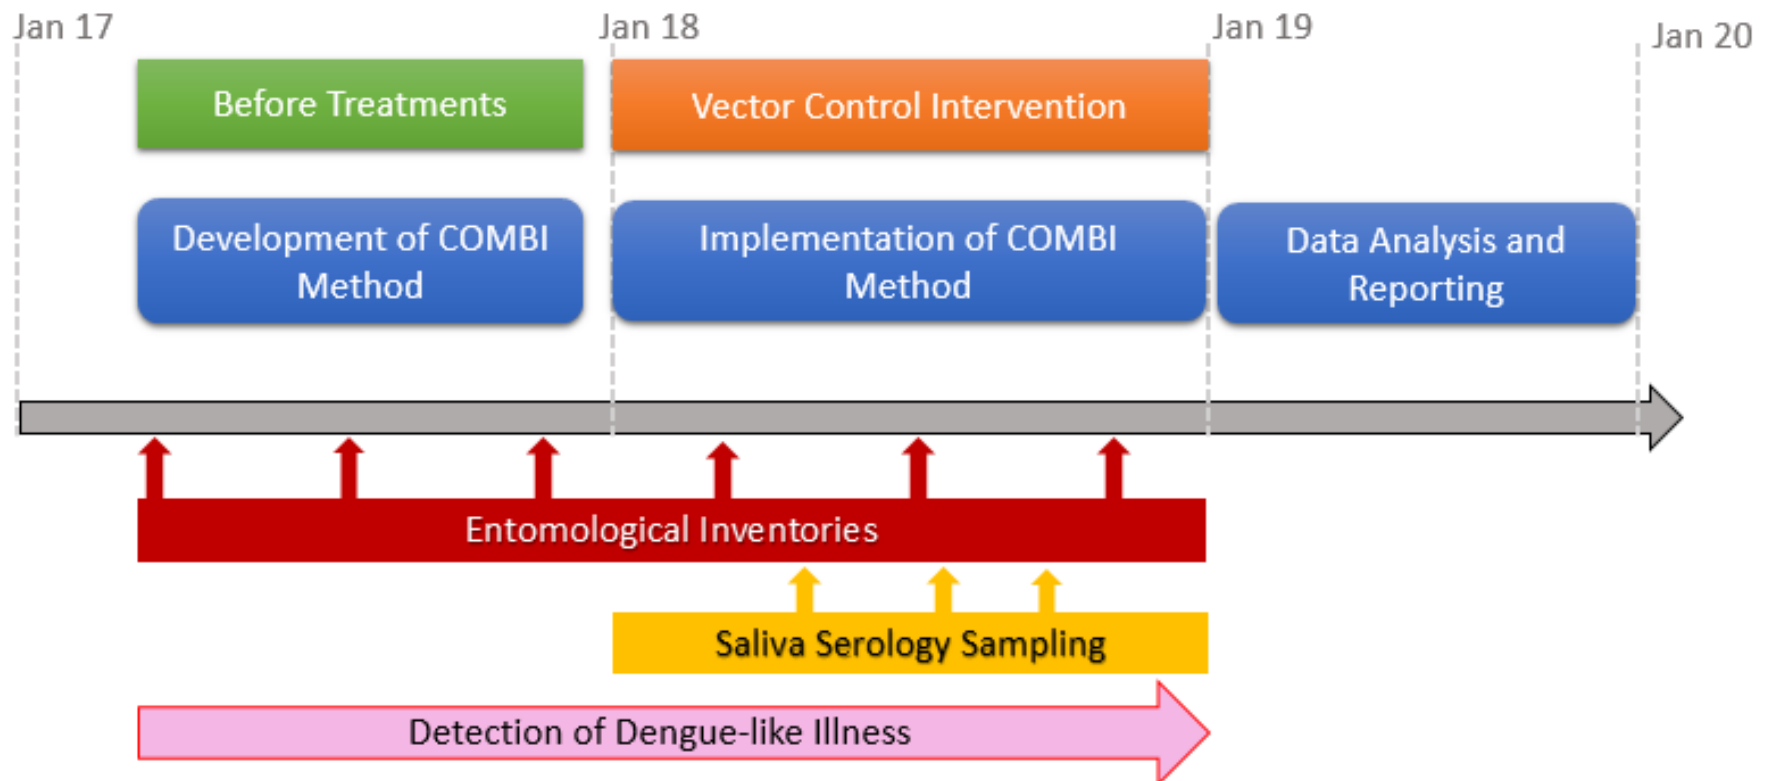 Jan 17
Jan 18
Jan 19
Jan 20
Before Treatments
Vector Control Intervention
Development of COMBI
Method
Implementation of COMBI
Method
Data Analysis and
Reporting
Entomological Inventories
Saliva Serology Sampling
Detection of Dengue-like Illness